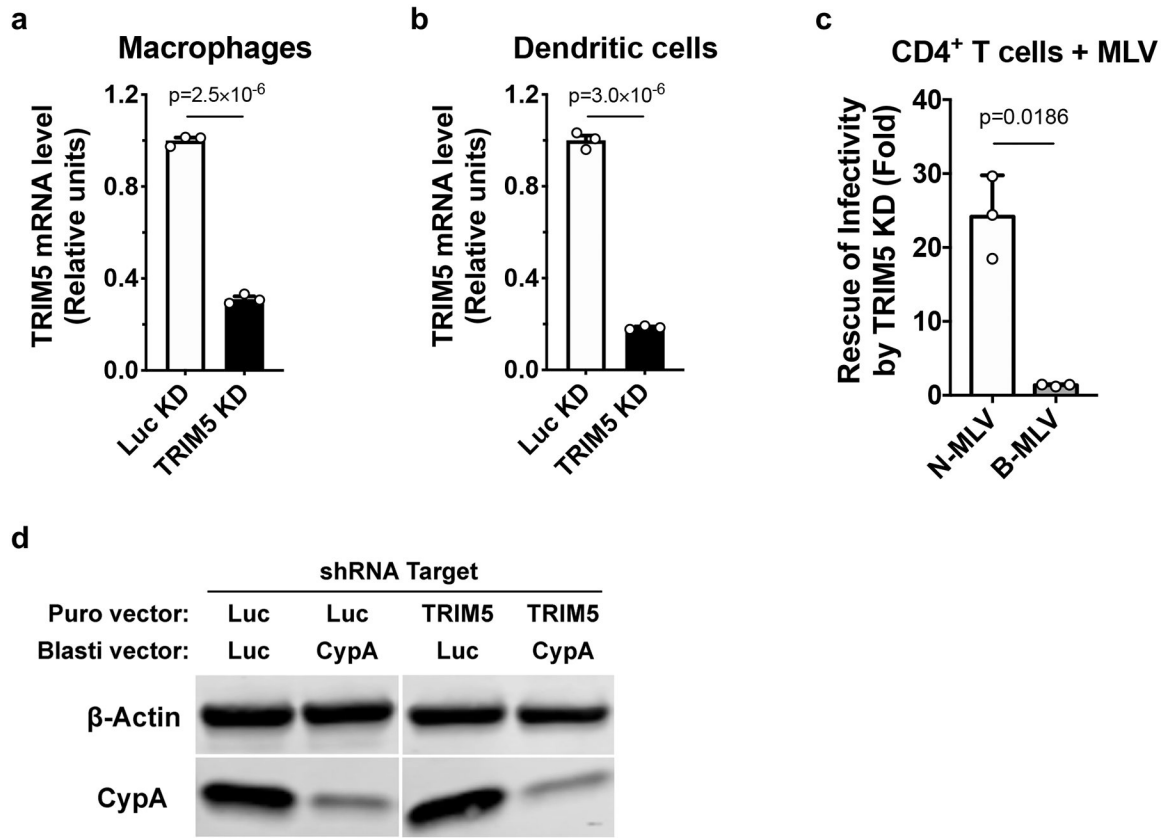 a
Macrophages
TRIM5 mRNA level
(Relative units)
1.2
0.8
0.4
0.0
p=2.5×10⁻⁶
Luc KD
TRIM5 KD
b
Dendritic cells
TRIM5 mRNA level
(Relative units)
1.2
0.8
0.4
0.0
p=3.0×10⁻⁶
Luc KD
TRIM5 KD
c
CD4⁺ T cells + MLV
Rescue of Infectivity
by TRIM5 KD (Fold)
40
30
20
10
0
p=0.0186
N-MLV
B-MLV
d
shRNA Target
Puro vector: Luc Luc TRIM5 TRIM5
Blasti vector: Luc CypA Luc CypA
β-Actin
CypA